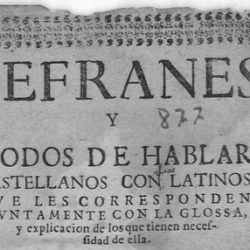 EFRANES
Y 877
ODOS DE HABLAR
ASTELLANOS CON LATINOS
VE LES CORRESPONDEN
VNTAMENTE CON LA GLOSSA,
y explicacion de los que tienen neces-
sidad de ella.